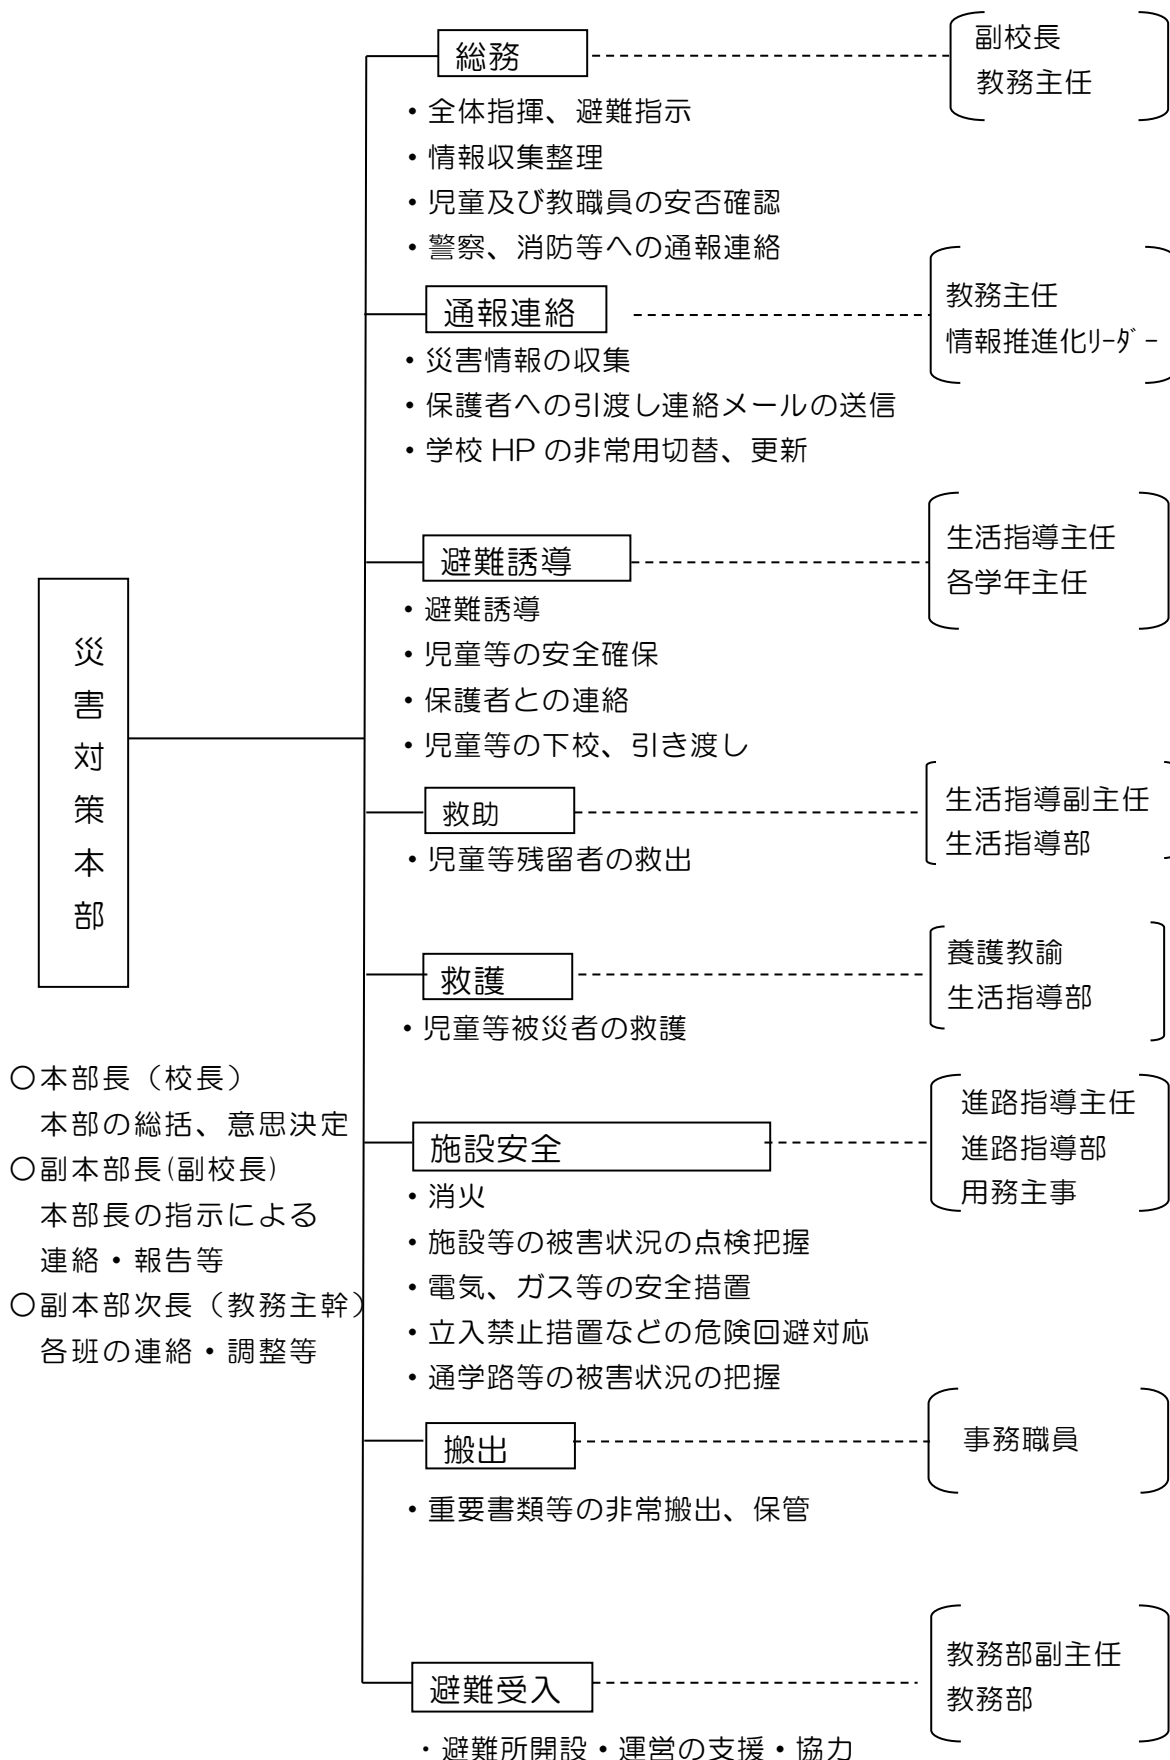 総務
副校長
教務主任
・全体指揮、避難指示
・情報収集整理
・児童及び教職員の安否確認
・警察、消防等への通報連絡
通報連絡
教務主任
情報推進化ﾘｰﾀﾞｰ
・災害情報の収集
・保護者への引渡し連絡メールの送信
・学校 HP の非常用切替、更新
避難誘導
生活指導主任
各学年主任
・避難誘導
・児童等の安全確保
・保護者との連絡
・児童等の下校、引き渡し
災害対策本部
救助
生活指導副主任
生活指導部
・児童等残留者の救出
救護
養護教諭
生活指導部
・児童等被災者の救護
○本部長（校長）
本部の総括、意思決定
○副本部長(副校長)
本部長の指示による
連絡・報告等
○副本部次長（教務主幹）
各班の連絡・調整等
施設安全
進路指導主任
進路指導部
用務主事
・消火
・施設等の被害状況の点検把握
・電気、ガス等の安全措置
・立入禁止措置などの危険回避対応
・通学路等の被害状況の把握
搬出
事務職員
・重要書類等の非常搬出、保管
避難受入
教務部副主任
教務部
・避難所開設・運営の支援・協力